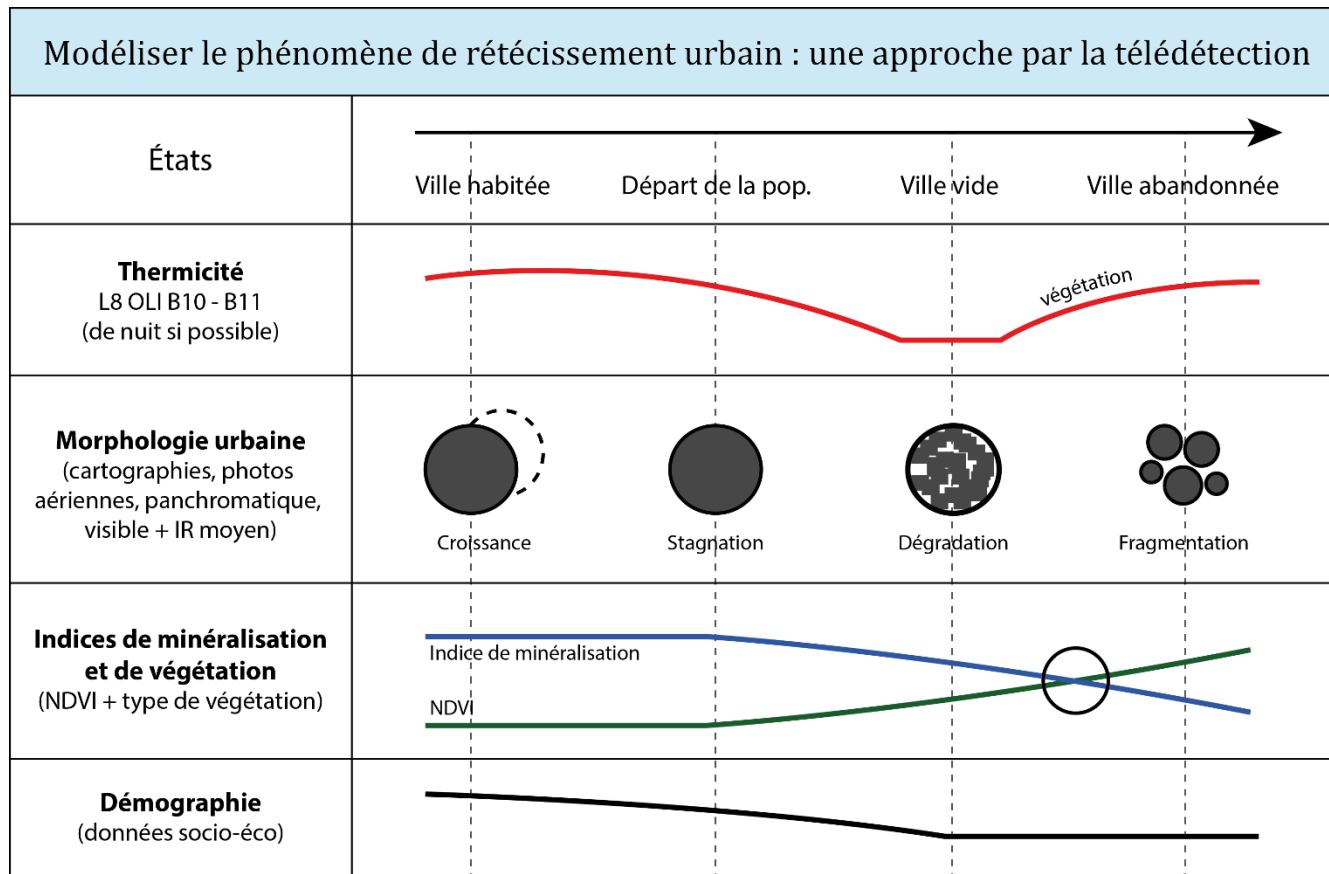 Modéliser le phénomène de rétécissement urbain : une approche par la télédétection
États
Ville habitée
Départ de la pop.
Ville vide
Ville abandonnée
Thermicité
L8 OLI B10 - B11
(de nuit si possible)
végétation
Morphologie urbaine
(cartographies, photos
aériennes, panchromatique,
visible + IR moyen)
Croissance
Stagnation
Dégradation
Fragmentation
Indices de minéralisation
et de végétation
(NDVI + type de végétation)
Indice de minéralisation
NDVI
Démographie
(données socio-éco)